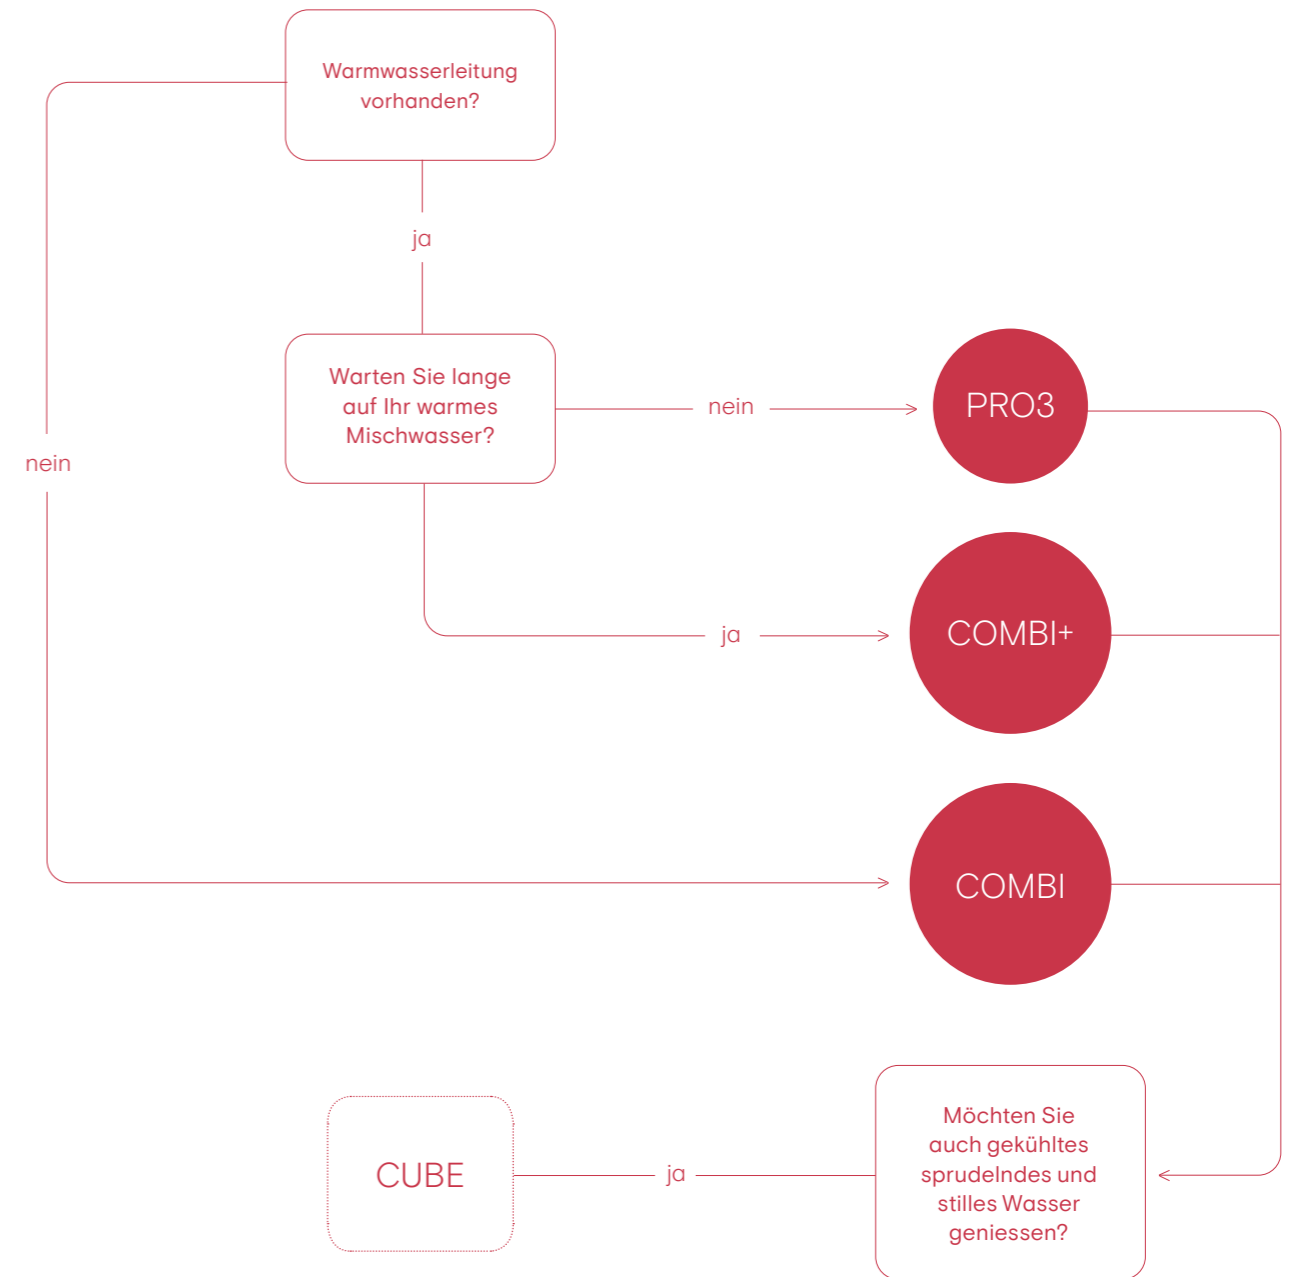 Warmwasserleitung
vorhanden?
ja
Warten Sie lange
auf Ihr warmes
Mischwasser?
nein
PRO3
nein
ja
COMBI+
COMBI
Möchten Sie
auch gekühltes
sprudelndes und
stilles Wasser
geniessen?
ja
CUBE